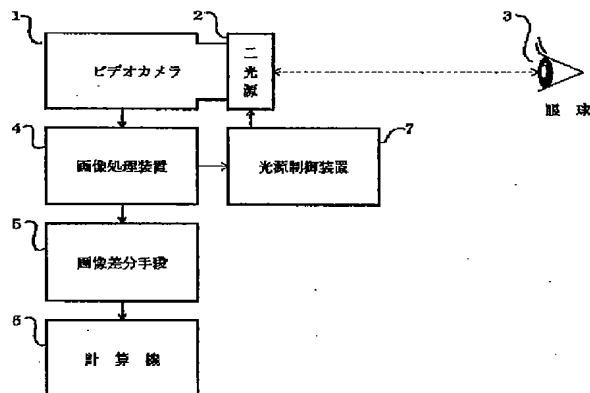 1
ビデオカメラ
2
二光源
3
眼 球
4
画像処理装置
7
光源制御装置
5
画像差分手段
6
計 算 機